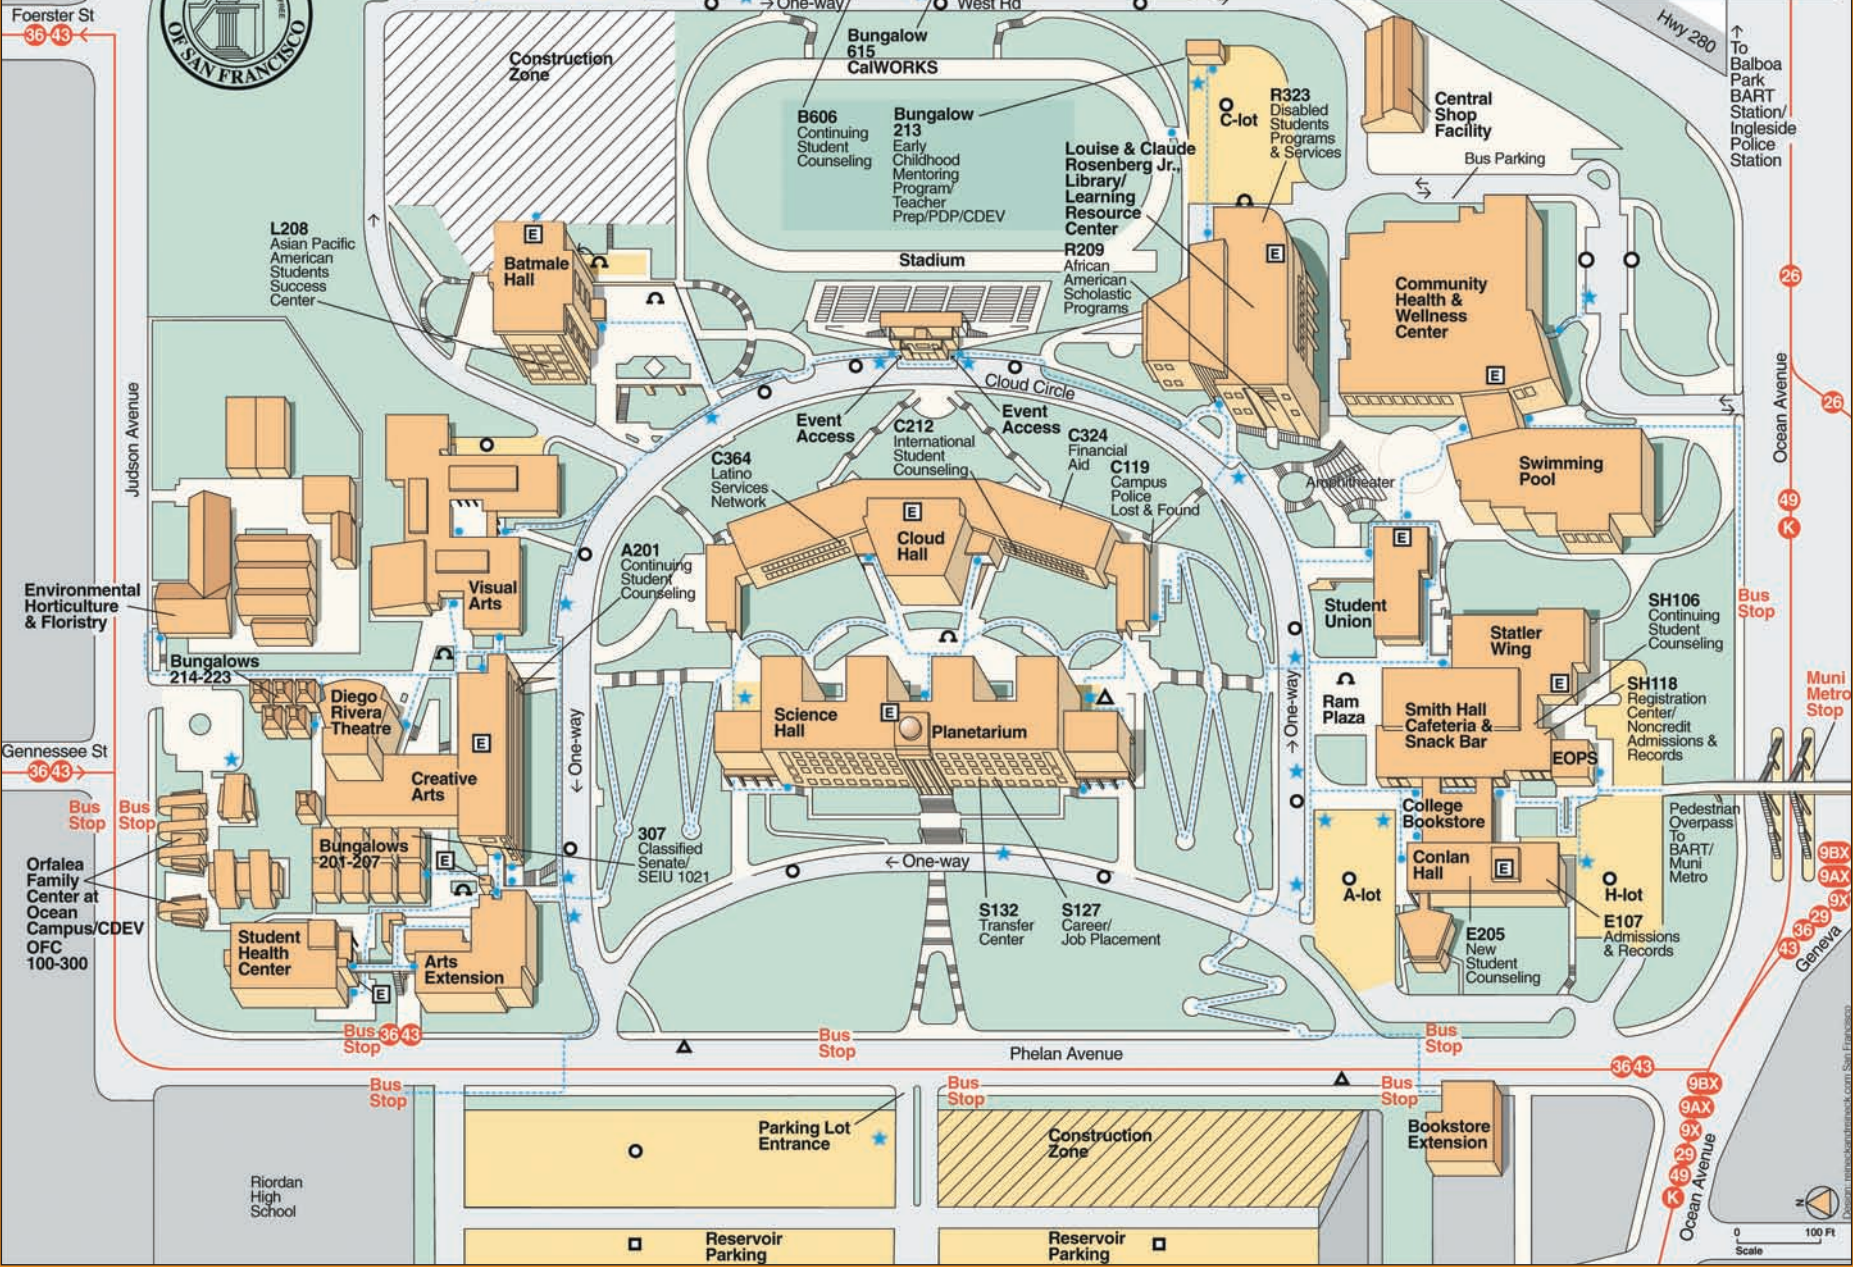 Foerster St
36 43
OF SAN FRANCISCO
Construction
Zone
One-way
West Rd
Bungalow
615
CalWORKS
B606
Continuing
Student
Counseling
Bungalow
213
Early
Childhood
Mentoring
Program/
Teacher
Prep/PDP/CDEV
Stadium
C-lot
R323
Disabled
Students
Programs
& Services
Louise & Claude
Rosenberg Jr.,
Library/
Learning
Resource
Center
R209
African
American
Scholastic
Programs
Central
Shop
Facility
Bus Parking
Hwy 280
To
Balboa
Park
BART
Station/
Ingleside
Police
Station
L208
Asian Pacific
American
Students
Success
Center
E
Batmale
Hall
E
Community
Health &
Wellness
Center
E
26
26
Ocean Avenue
49
K
Judson Avenue
Cloud Circle
Event
Access
Event
Access
C364
Latino
Services
Network
C212
International
Student
Counseling
C324
Financial
Aid
C119
Campus
Police
Lost & Found
E
Cloud
Hall
Amphitheater
Swimming
Pool
E
Student
Union
Bus
Stop
Environmental
Horticulture
& Floristry
Visual
Arts
A201
Continuing
Student
Counseling
Bungalows
214-223
Diego
Rivera
Theatre
E
Creative
Arts
One-way
Science
Hall
E
Planetarium
One-way
Ram
Plaza
Statler
Wing
E
Smith Hall
Cafeteria &
Snack Bar
EOPS
SH106
Continuing
Student
Counseling
SH118
Registration
Center/
Noncredit
Admissions &
Records
Muni
Metro
Stop
Gennessee St
36 43
Bus
Stop
Bus
Stop
Orfalea
Family
Center at
Ocean
Campus/CDEV
OFC
100-300
Bungalows
201-207
E
307
Classified
Senate/
SEIU 1021
One-way
S132
Transfer
Center
S127
Career/
Job Placement
College
Bookstore
Conlan
Hall
E
A-lot
H-lot
E205
New
Student
Counseling
E107
Admissions
& Records
Pedestrian
Overpass
To
BART/
Muni
Metro
9BX
9AX
9X
29
36
43
Geneva
Student
Health
Center
Arts
Extension
E
Bus
Stop
36 43
Bus
Stop
Phelan Avenue
Bus
Stop
36 43
Bus
Stop
Bus
Stop
Bus
Stop
Parking Lot
Entrance
Construction
Zone
Bookstore
Extension
9BX
9AX
9X
29
49
K
Ocean Avenue
Riordan
High
School
Reservoir
Parking
Reservoir
Parking
N
0
100 Ft
Scale